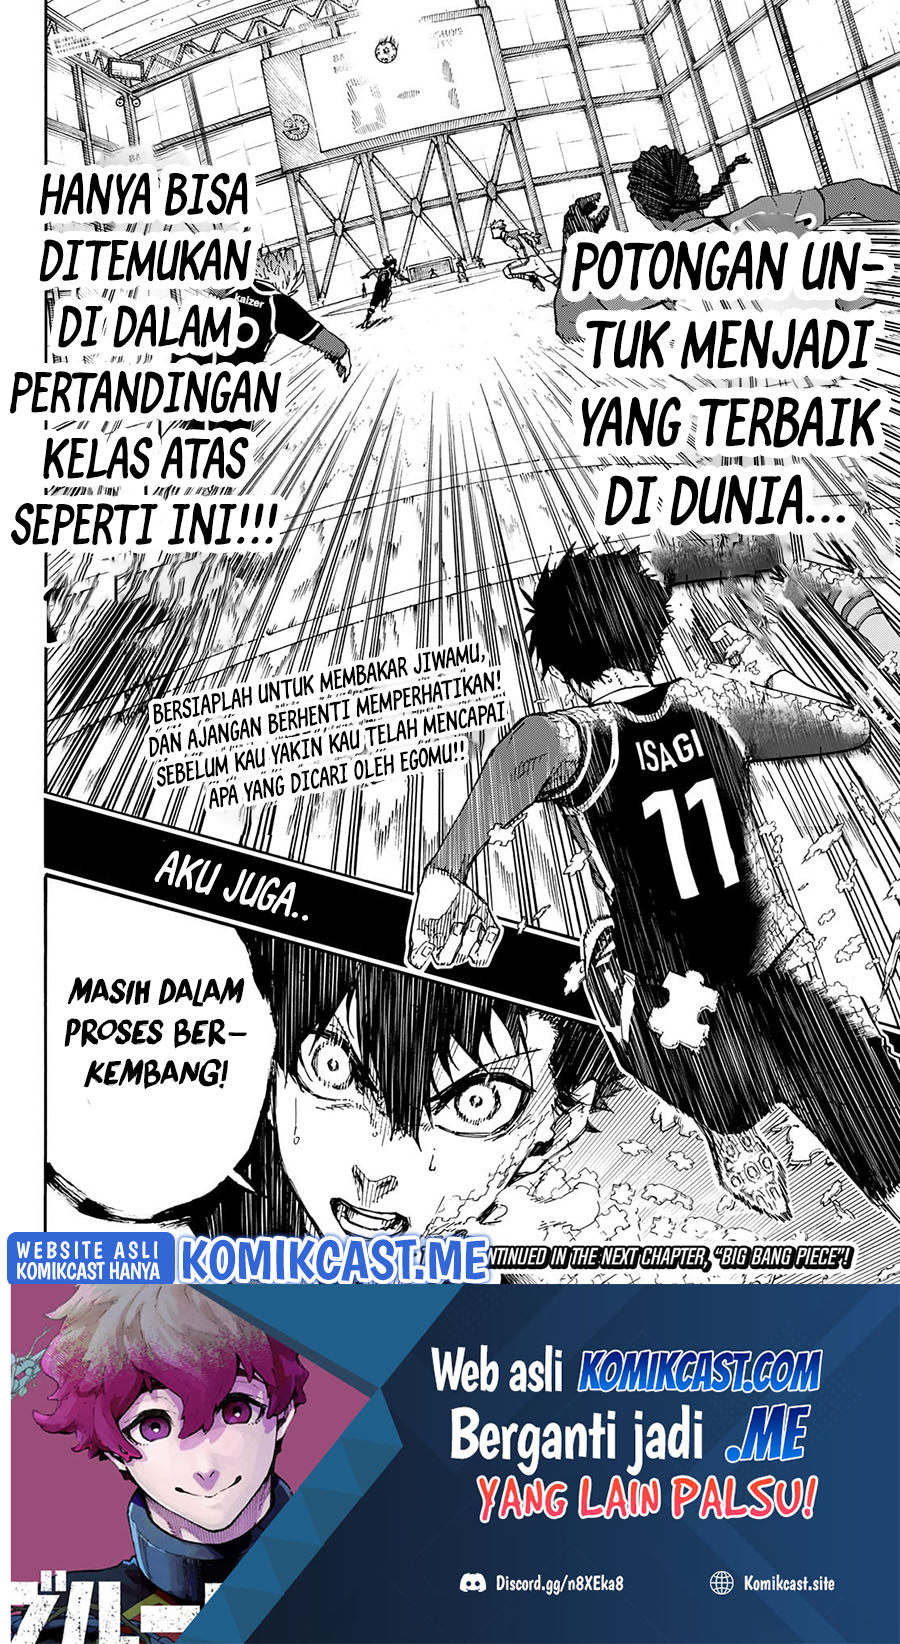 POTONGAN UN-
TUK MENJADI
YANG TERBAIK
DI DUNIA...
HANYA BISA
DITEMUKAN
DI DALAM
PERTANDINGAN
KELAS ATAS
SEPERTI INI!!!
kaizer
BERSIAPLAH UNTUK MEMBAKAR JIWAMU,
DAN AJANGAN BERHENTI MEMPERHATIKAN!
SEBELUM KAU YAKIN KAU TELAH MENCAPAI
APA YANG DICARI OLEH EGOMU!!
ISAGI
11
AKU JUGA..
MASIH DALAM
PROSES BER-
KEMBANG!
IN THE NEXT CHAPTER, "BIG BANG PIECE"!
WEBSITE ASLI
KOMIKCAST HANYA
KOMIKCAST.ME
Web asli KOMIKCAST.COM
Berganti jadi .ME
YANG LAIN PALSU!
Discord.gg/n8XEka8
Komikcast.site